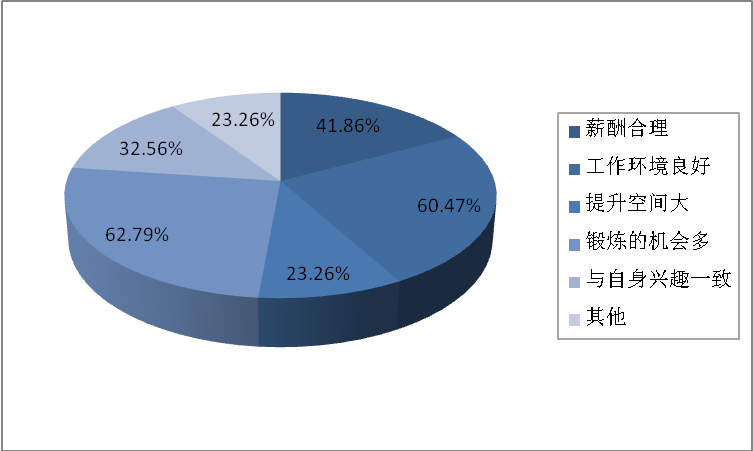 41.86%
60.47%
23.26%
62.79%
32.56%
23.26%
薪酬合理
工作环境良好
提升空间大
锻炼的机会多
与自身兴趣一致
其他